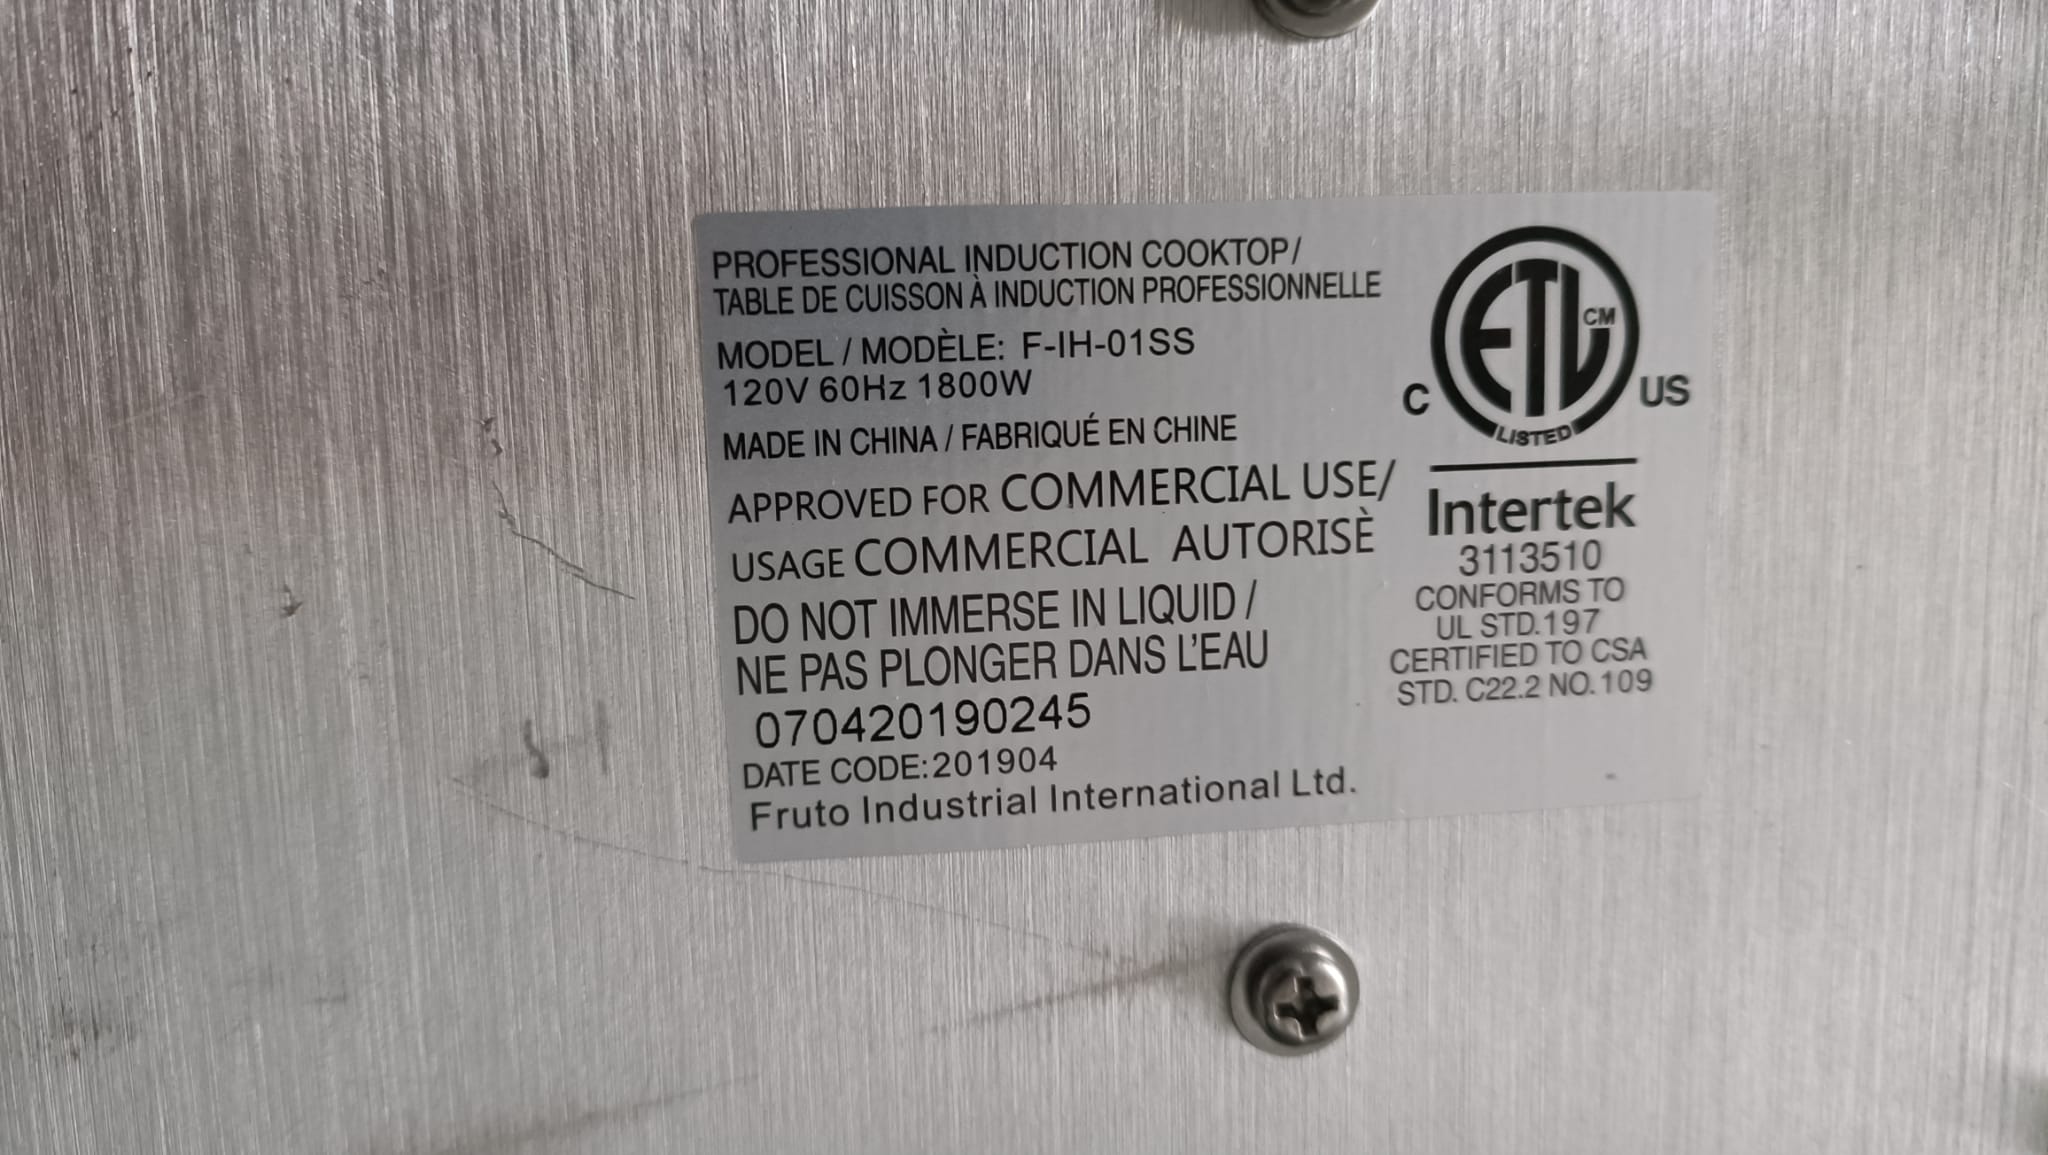 PROFESSIONAL INDUCTION COOKTOP/
TABLE DE CUISSON À INDUCTION PROFESSIONNELLE
MODEL / MODÈLE: F-IH-01SS
120V 60Hz 1800W
MADE IN CHINA / FABRIQUÉ EN CHINE
APPROVED FOR COMMERCIAL USE/
USAGE COMMERCIAL AUTORISÈ
DO NOT IMMERSE IN LIQUID /
NE PAS PLONGER DANS L'EAU
070420190245
DATE CODE:201904
Fruto Industrial International Ltd.
ETL CM
C US
LISTED
Intertek
3113510
CONFORMS TO
UL STD.197
CERTIFIED TO CSA
STD. C22.2 NO.109